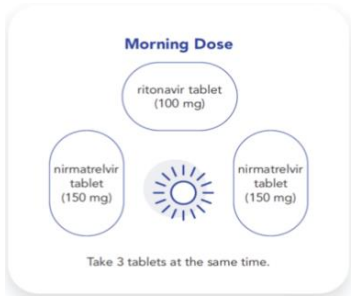 Morning Dose
ritonavir tablet
(100 mg)
nirmatrelvir
tablet
(150 mg)
nirmatrelvir
tablet
(150 mg)
Take 3 tablets at the same time.